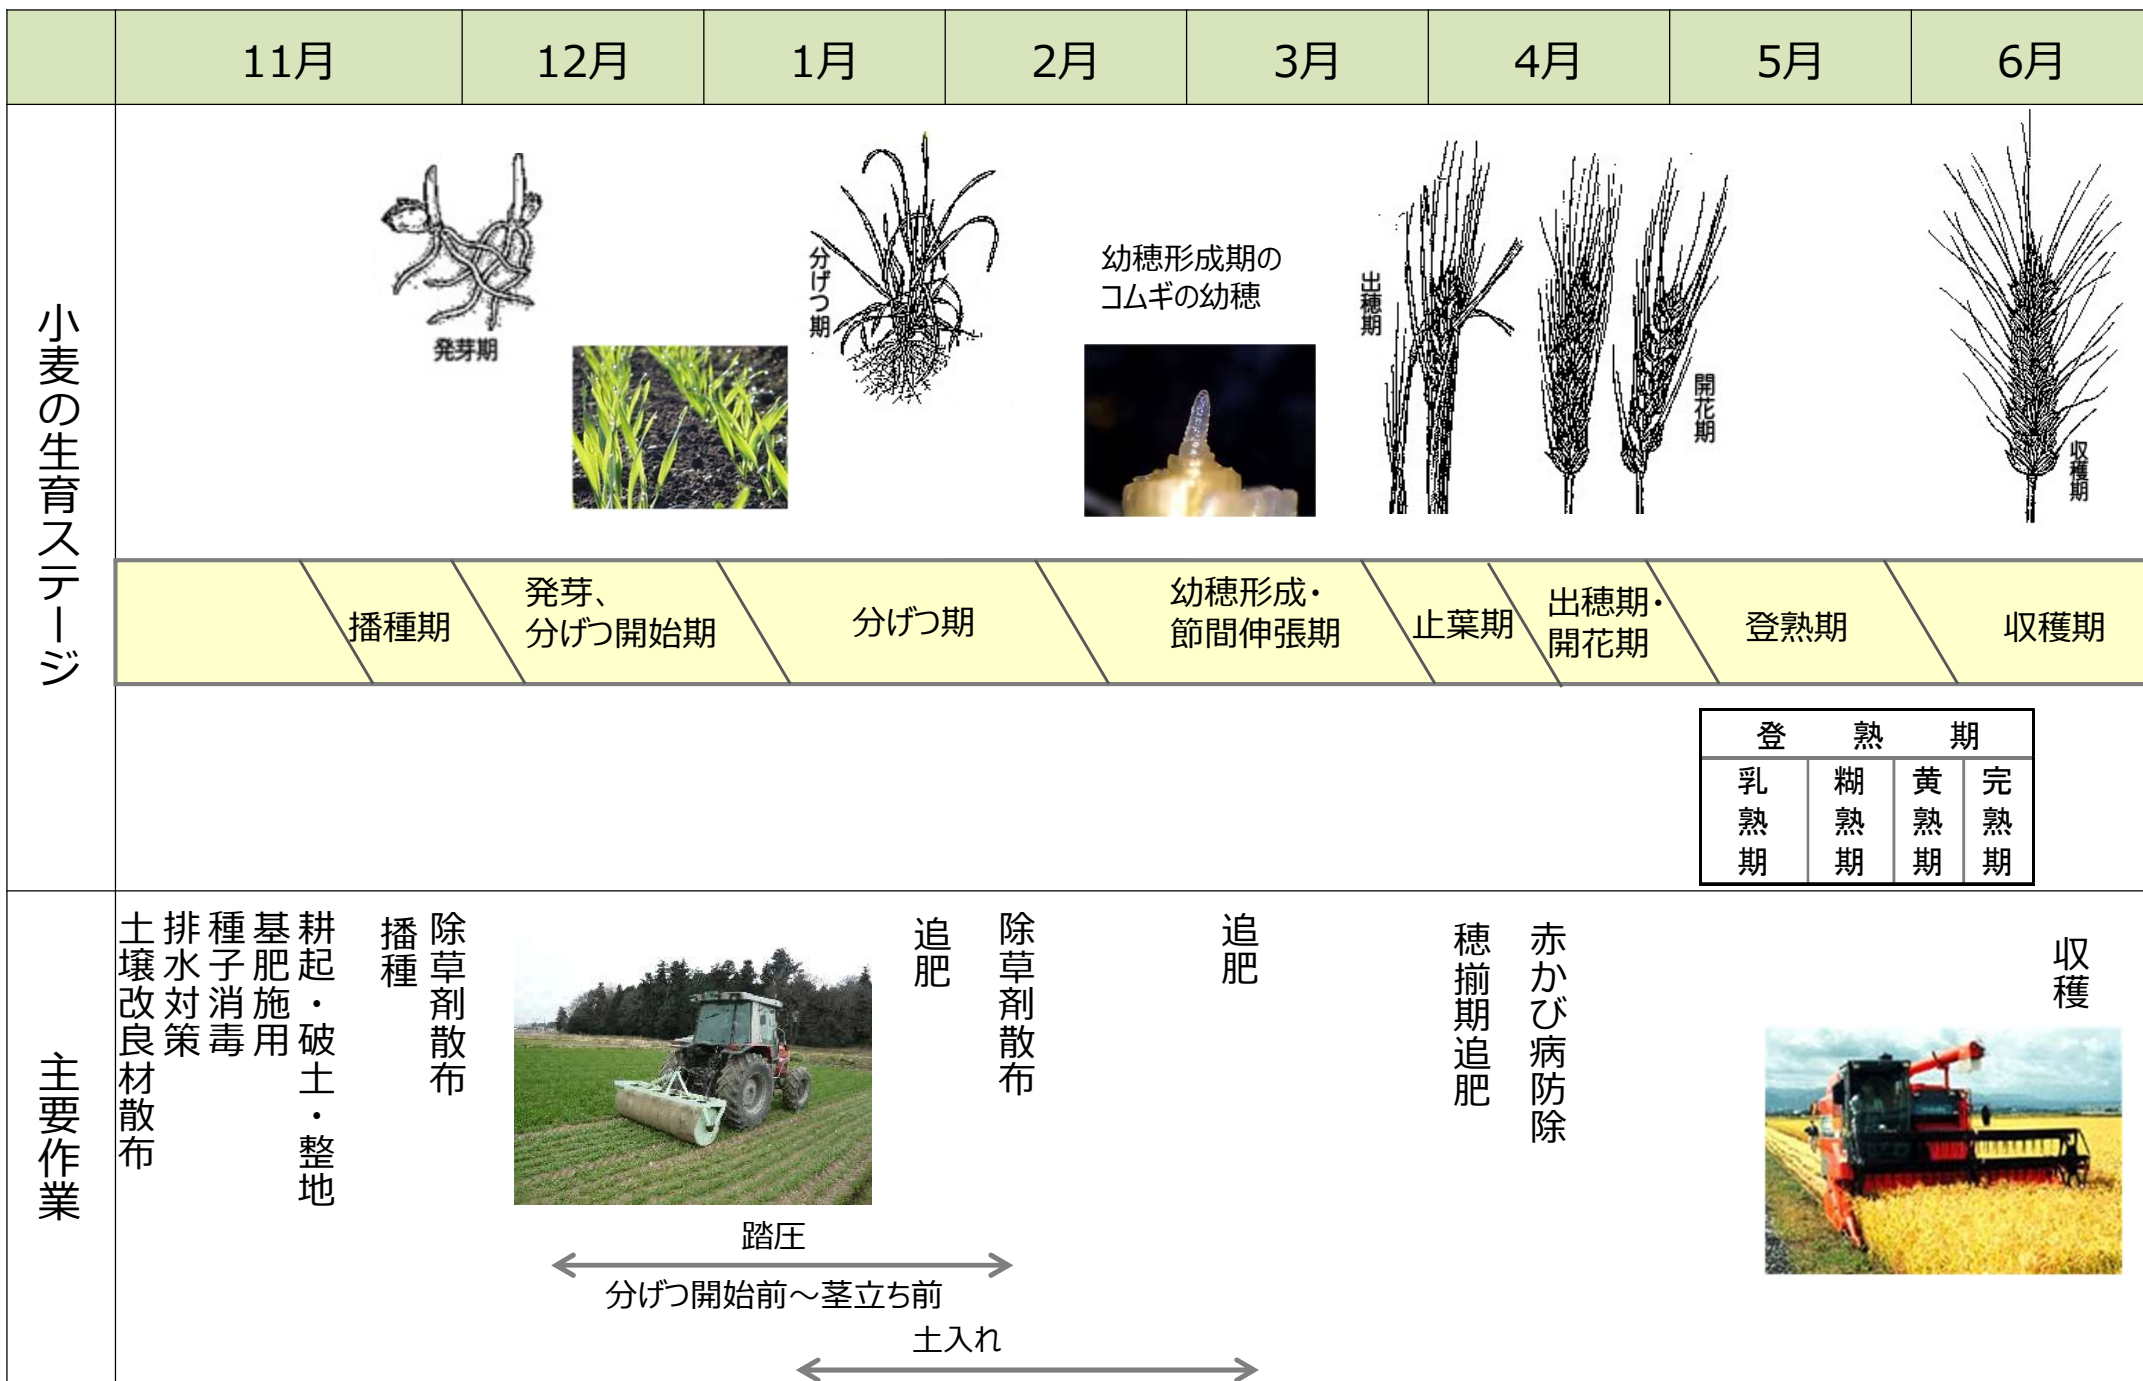 11月
12月
1月
2月
3月
4月
5月
6月
小麦の生育ステージ
発芽期
分げつ期
幼穂形成期の
コムギの幼穂
出穂期
開花期
収穫期
播種期
発芽、
分げつ開始期
分げつ期
幼穂形成・
節間伸張期
止葉期
出穂期・
開花期
登熟期
収穫期
登熟期
乳熟期
糊熟期
黄熟期
完熟期
主要作業
土壌改良材散布
排水対策
種子消毒
基肥施用
耕起・破土・整地
播種
除草剤散布
追肥
除草剤散布
追肥
穂揃期追肥
赤かび病防除
収穫
踏圧
分げつ開始前～茎立ち前
土入れ